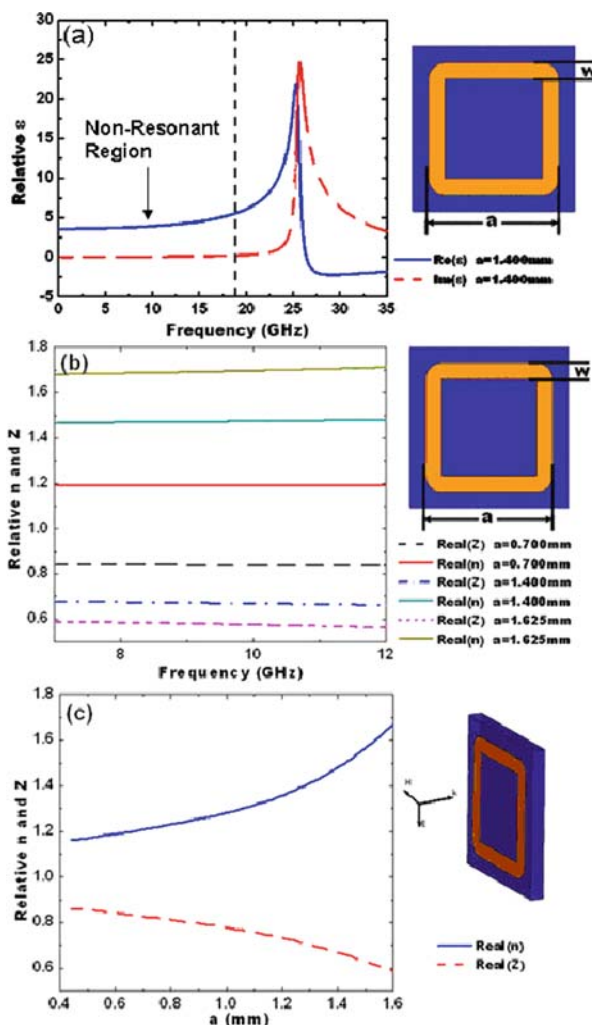 (a)
30
25
20
15
10
5
0
-5
Relative ε
Non-Resonant
Region
0 5 10 15 20 25 30 35
Frequency (GHz)
w
a
Re(ε) a=1.400mm
Im(ε) a=1.400mm
(b)
1.8
1.6
1.4
1.2
1.0
0.8
0.6
Relative n and Z
8 10 12
Frequency (GHz)
w
a
Real(Z) a=0.700mm
Real(n) a=0.700mm
Real(Z) a=1.400mm
Real(n) a=1.400mm
Real(Z) a=1.625mm
Real(n) a=1.625mm
(c)
1.8
1.6
1.4
1.2
1.0
0.8
0.6
Relative n and Z
0.4 0.6 0.8 1.0 1.2 1.4 1.6
a (mm)
Real(n)
Real(Z)